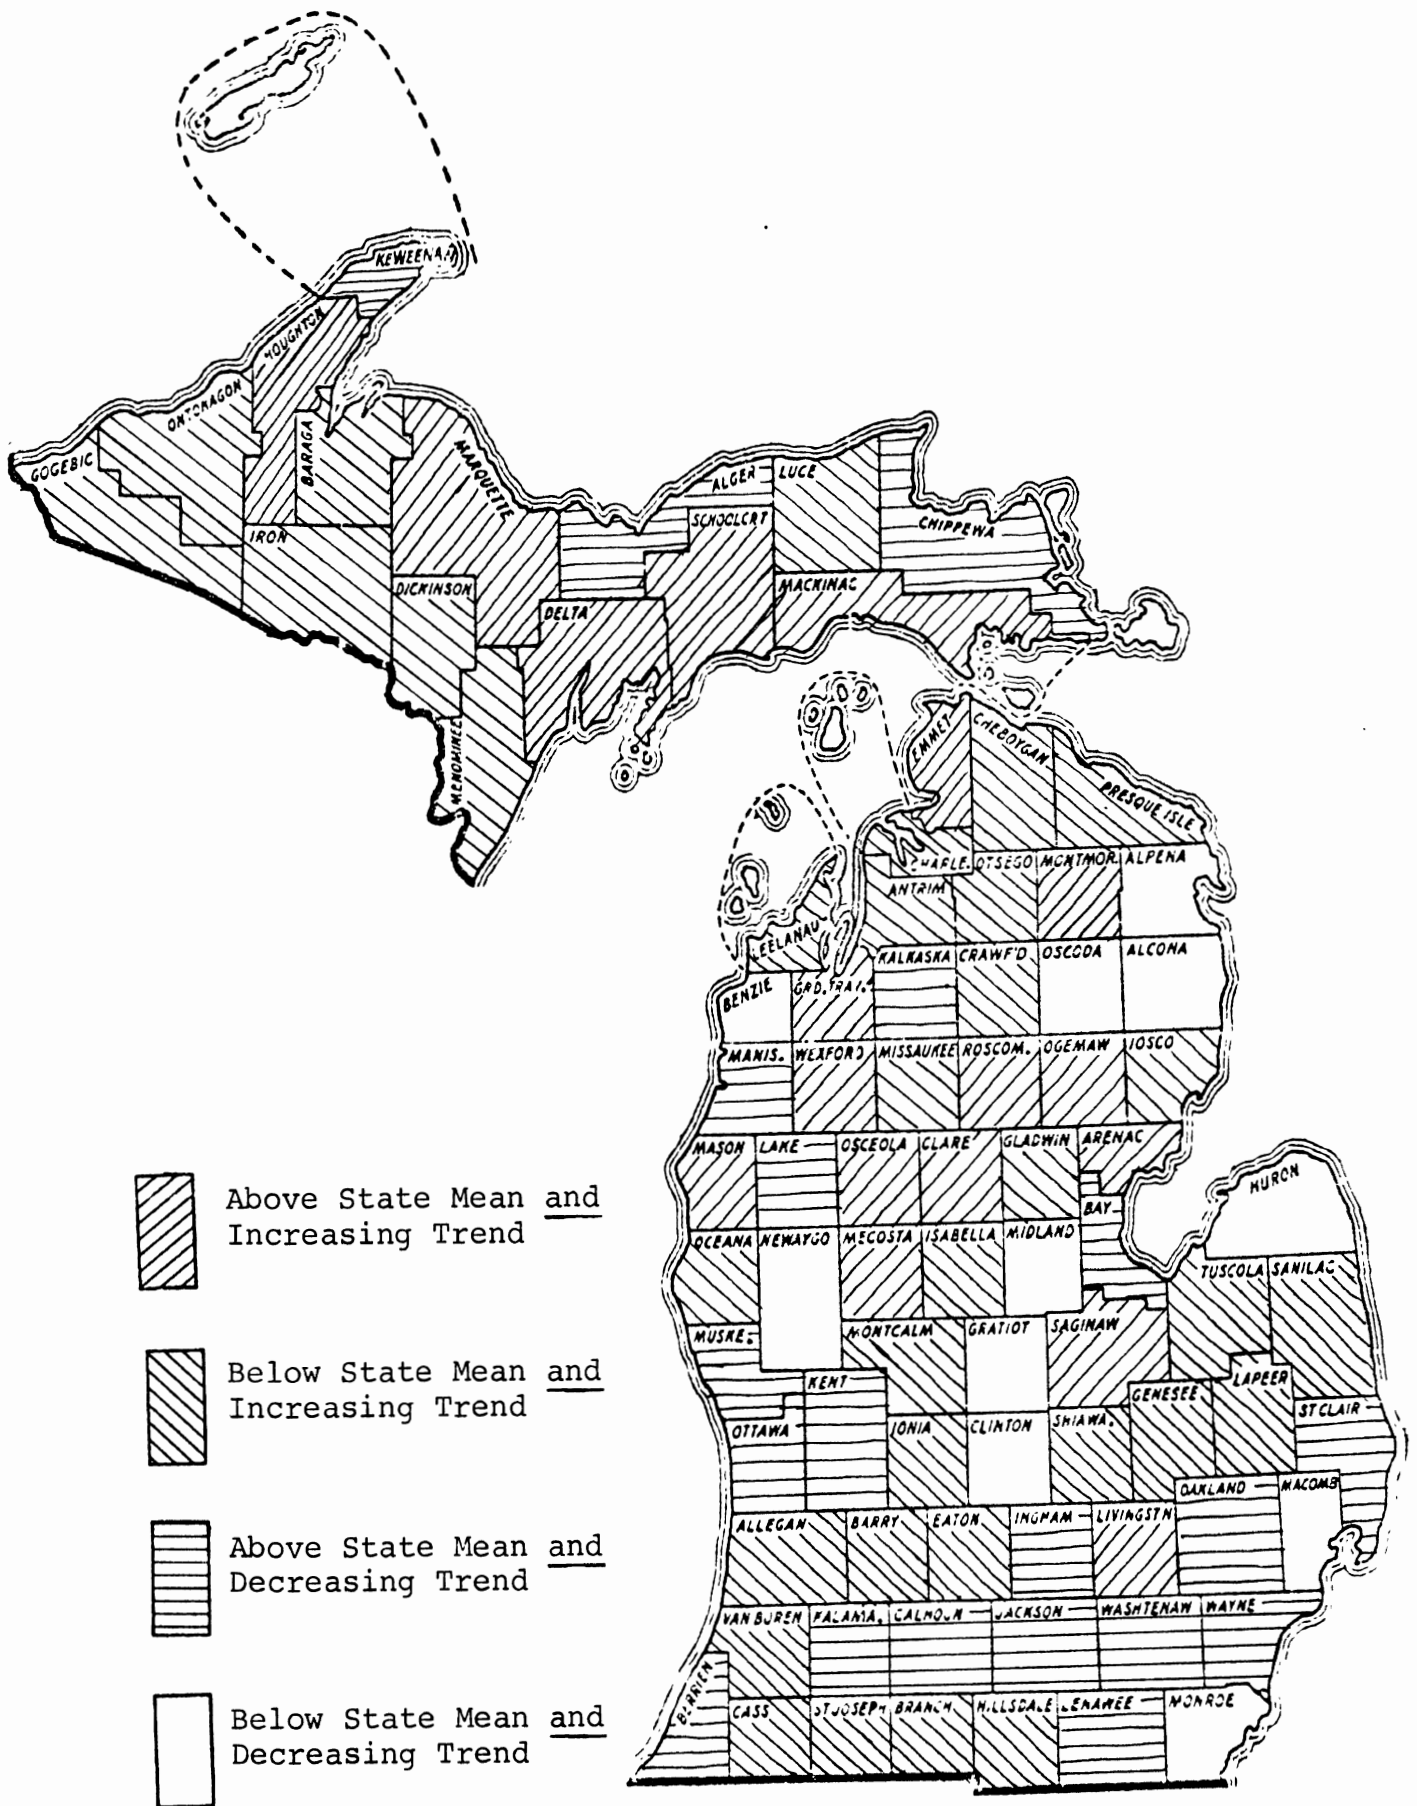 KEWEENAW
HOUGHTON
ONTONAGON
BARAGA
GOGEBIC
MARQUETTE
ALGER
LUCE
SCHOOLCRT
CHIPPEWA
IRON
DICKINSON
MACKINAC
DELTA
MENOMINEE
EMMET
CHEBOYGAN
PRESQUE ISLE
CHARLE.
OTSEGO
MONTMOR.
ALPENA
ANTRIM
LEELANAU
KALKASKA
CRAWF'D
OSCODA
ALCONA
BENZIE
GRD. TRAV.
MANIS.
WEXFORD
MISSAUKEE
ROSCOM.
OGEMAW
IOSCO
MASON
LAKE
OSCEOLA
CLARE
GLADWIN
ARENAC
HURON
BAY
OCEANA
NEWAYGO
MECOSTA
ISABELLA
MIDLAND
TUSCOLA
SANILAC
MUSKE.
MONTCALM
GRATIOT
SAGINAW
KENT
GENESEE
LAPEER
ST CLAIR
OTTAWA
IONIA
CLINTON
SHIAWA.
OAKLAND
MACOMB
ALLEGAN
BARRY
EATON
INGHAM
LIVINGSTN
VAN BUREN
KALAMA.
CALHOUN
JACKSON
WASHTENAW
WAYNE
BERRIEN
CASS
ST JOSEPH
BRANCH
HILLSDALE
LENAWEE
MONROE
Above State Mean and
Increasing Trend
Below State Mean and
Increasing Trend
Above State Mean and
Decreasing Trend
Below State Mean and
Decreasing Trend